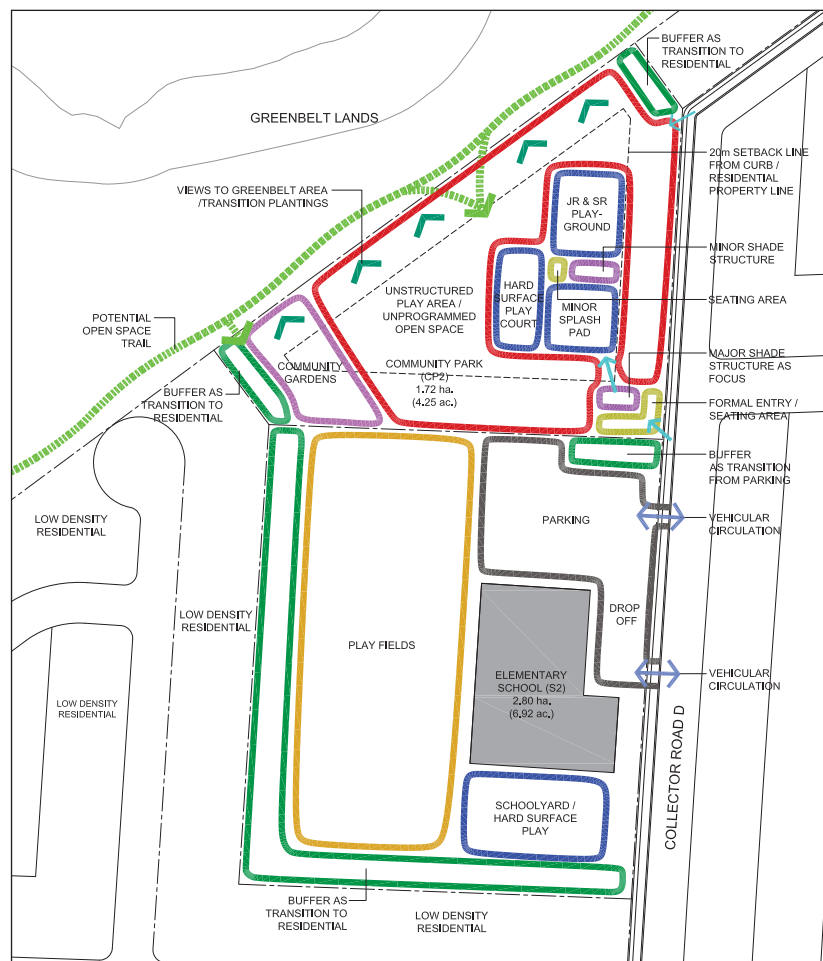 BUFFER AS
TRANSITION TO
RESIDENTIAL
GREENBELT LANDS
20m SETBACK LINE
FROM CURB /
RESIDENTIAL
PROPERTY LINE
VIEWS TO GREENBELT AREA
/TRANSITION PLANTINGS
JR & SR
PLAY-
GROUND
MINOR SHADE
STRUCTURE
UNSTRUCTURED
PLAY AREA /
UNPROGRAMMED
OPEN SPACE
HARD
SURFACE
PLAY
COURT
MINOR
SPLASH
PAD
SEATING AREA
POTENTIAL
OPEN SPACE
TRAIL
COMMUNITY
GARDENS
COMMUNITY PARK
(CP2)
1.72 ha.
(4.25 ac.)
MAJOR SHADE
STRUCTURE AS
FOCUS
BUFFER AS
TRANSITION TO
RESIDENTIAL
FORMAL ENTRY /
SEATING AREA
BUFFER
AS TRANSITION
FROM PARKING
LOW DENSITY
RESIDENTIAL
PARKING
VEHICULAR
CIRCULATION
LOW DENSITY
RESIDENTIAL
DROP
OFF
PLAY FIELDS
LOW DENSITY
RESIDENTIAL
ELEMENTARY
SCHOOL (S2)
2.80 ha.
(6.92 ac.)
VEHICULAR
CIRCULATION
COLLECTOR ROAD D
SCHOOLYARD /
HARD SURFACE
PLAY
BUFFER AS
TRANSITION TO
RESIDENTIAL
LOW DENSITY
RESIDENTIAL